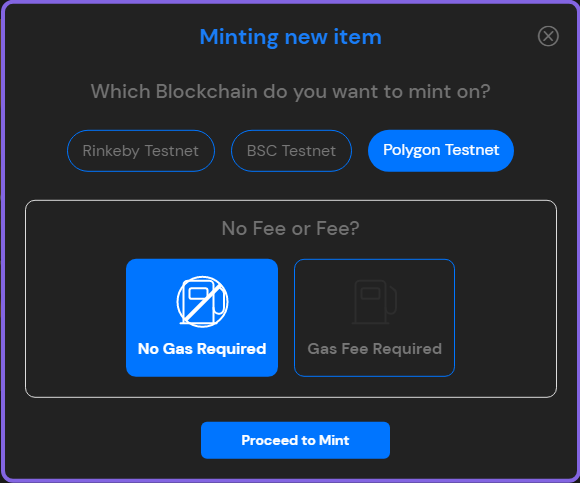 Minting new item
Which Blockchain do you want to mint on?
Rinkeby Testnet BSC Testnet Polygon Testnet
No Fee or Fee?
No Gas Required Gas Fee Required
Proceed to Mint